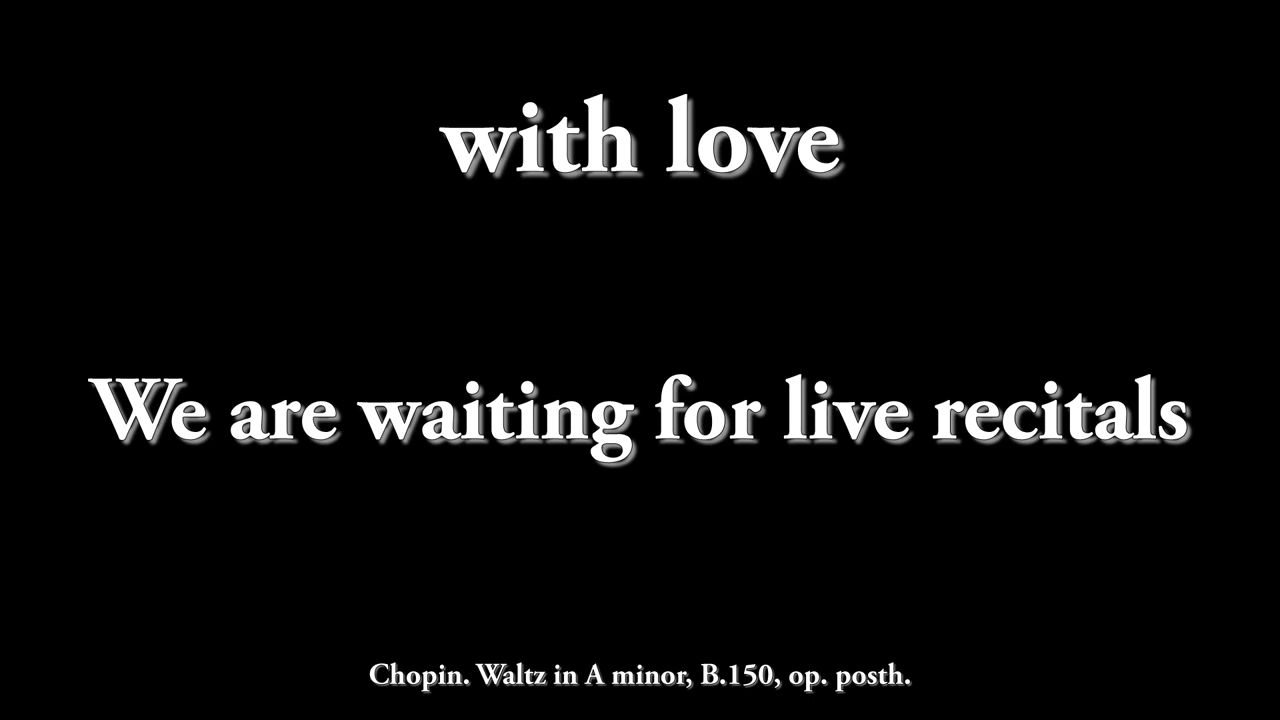 with love
We are waiting for live recitals
Chopin. Waltz in A minor, B.150, op. posth.